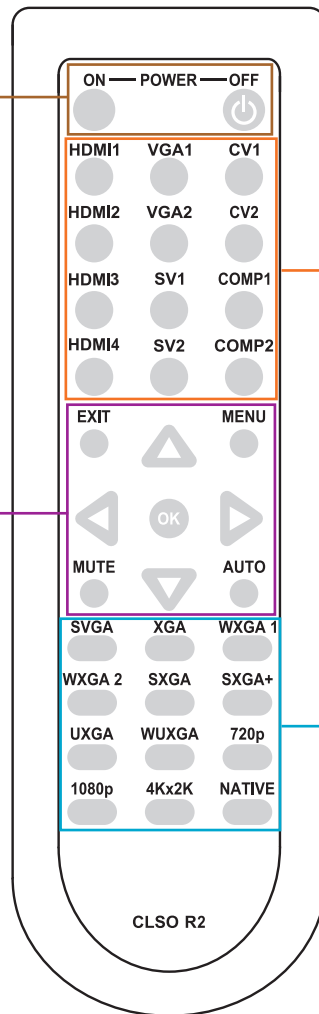 ON — POWER — OFF
HDMI1 VGA1 CV1
HDMI2 VGA2 CV2
HDMI3 SV1 COMP1
HDMI4 SV2 COMP2
EXIT MENU
OK
MUTE AUTO
SVGA XGA WXGA 1
WXGA 2 SXGA SXGA+
UXGA WUXGA 720p
1080p 4Kx2K NATIVE
CLSO R2